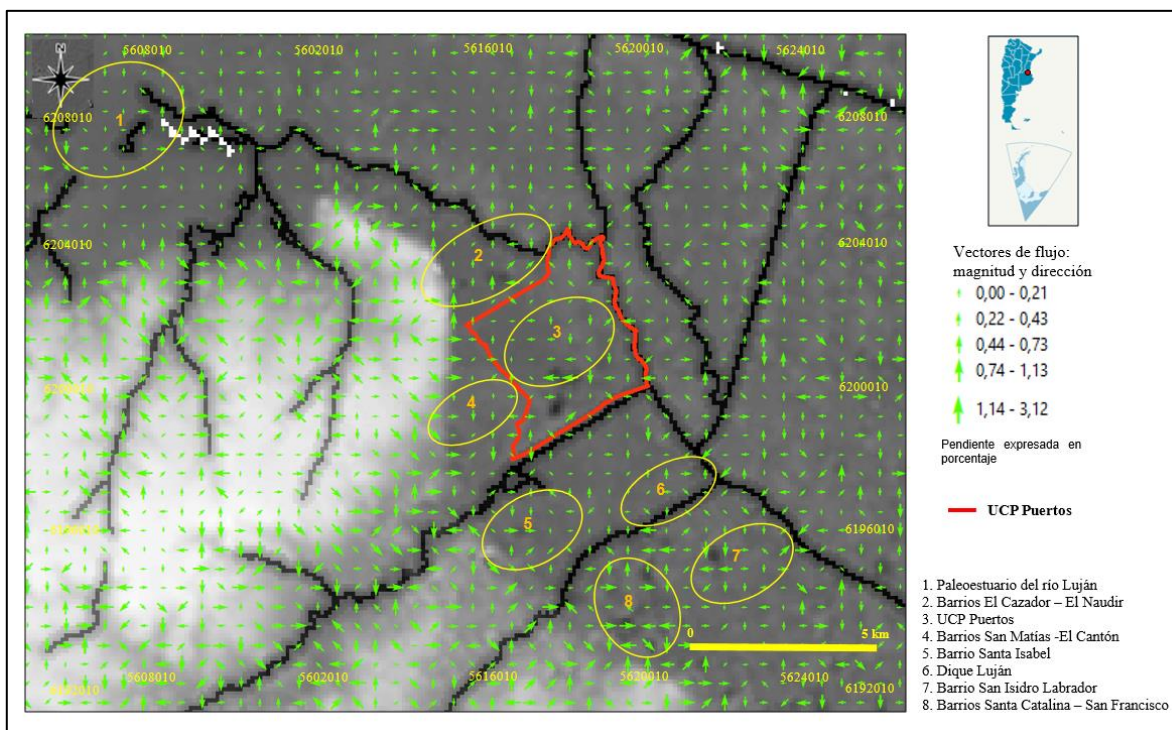 N
5608010 5602010 5616010 5620010 5624010
1
6208010 6208010
2
6204010 6204010
3
4
6200010
5
6
6196010
7
8
0 5 km
5608010 5602010 5616010 5620010 5624010
6192010 6192010
Vectores de flujo:
magnitud y dirección
0,00 - 0,21
0,22 - 0,43
0,44 - 0,73
0,74 - 1,13
1,14 - 3,12
Pendiente expresada en
porcentaje
UCP Puertos
1. Paleoestuario del río Luján
2. Barrios El Cazador – El Naudir
3. UCP Puertos
4. Barrios San Matías -El Cantón
5. Barrio Santa Isabel
6. Dique Luján
7. Barrio San Isidro Labrador
8. Barrios Santa Catalina – San Francisco